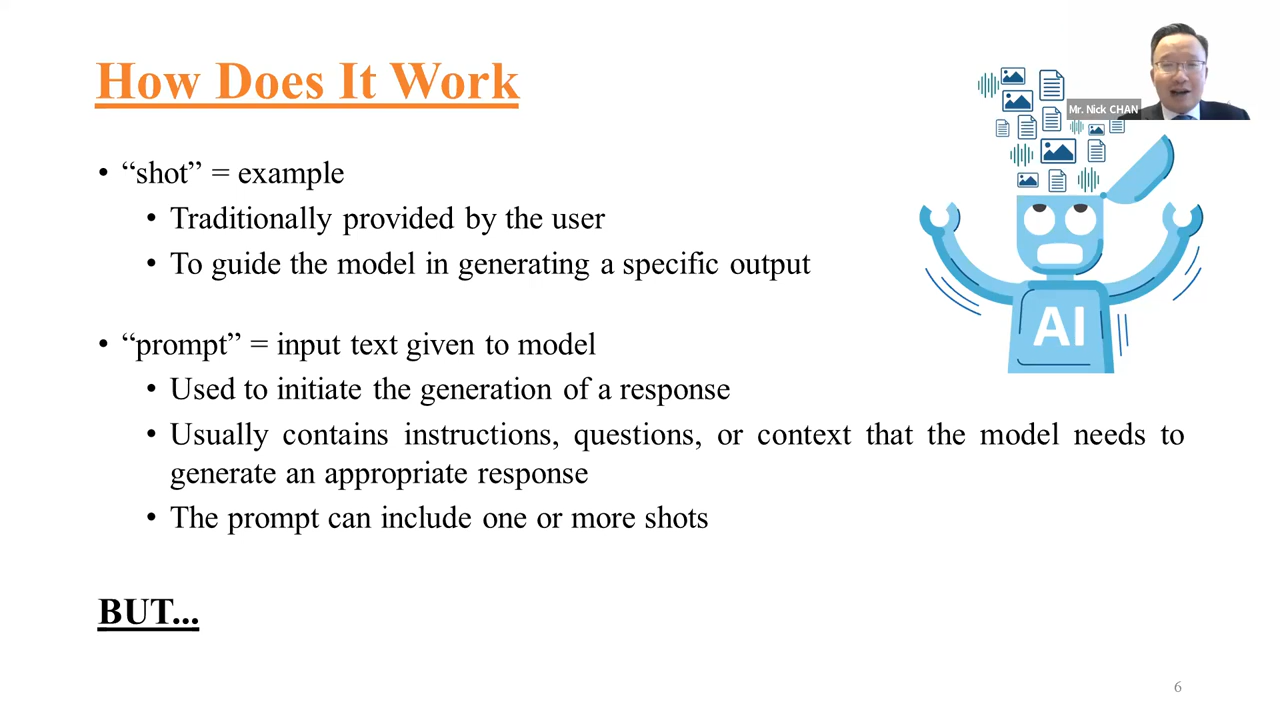 How Does It Work
Mr. Nick CHAN
• “shot” = example
• Traditionally provided by the user
• To guide the model in generating a specific output
AI
• “prompt” = input text given to model
• Used to initiate the generation of a response
• Usually contains instructions, questions, or context that the model needs to
generate an appropriate response
• The prompt can include one or more shots
BUT...
6